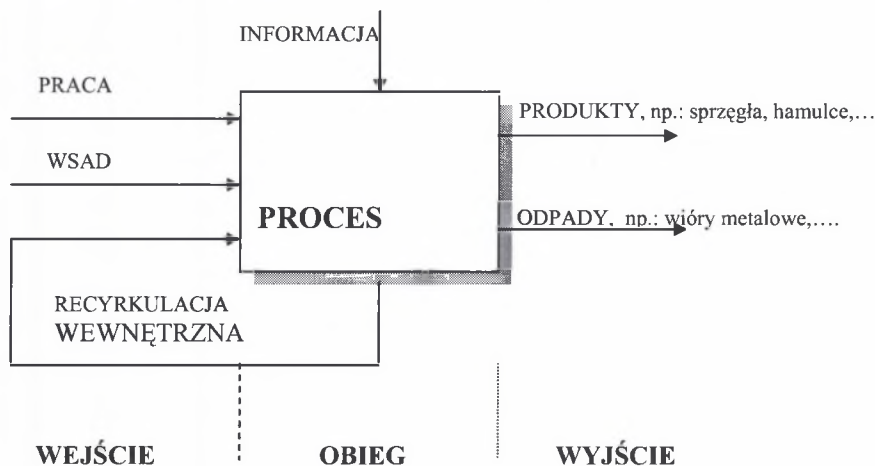 INFORMACJA
PRACA
PRODUKTY, np.: sprzęgła, hamulce,…
WSAD
PROCES
ODPADY, np.: wióry metalowe,….
RECYRKULACJA
WEWNĘTRZNA
WEJŚCIE OBIEG WYJŚCIE